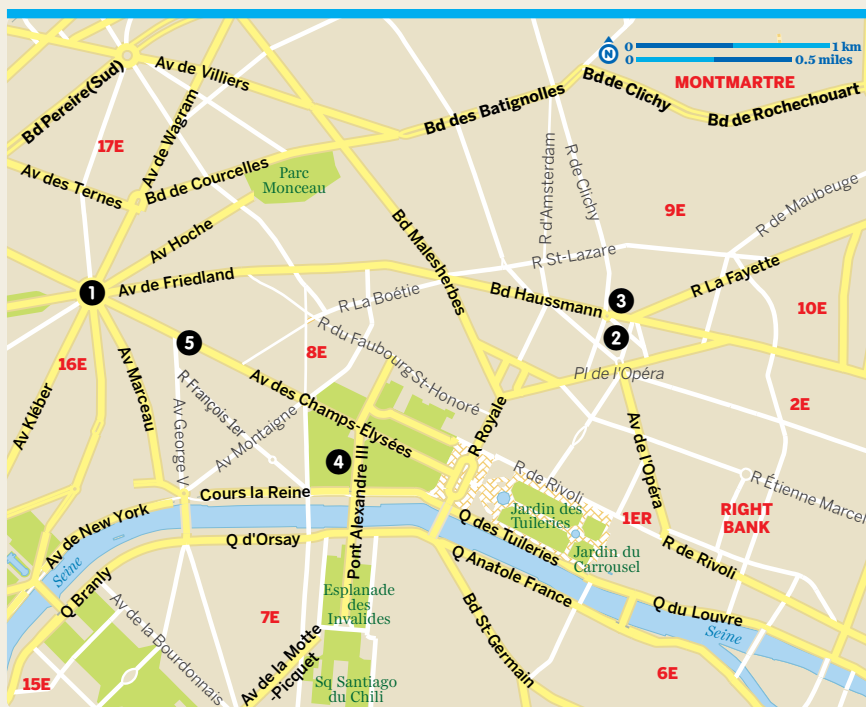 0 1 km
N
0 0.5 miles
Bd Pereire(Sud)
Av de Villiers
Av de Wagram
17E
Av des Ternes
Bd de Courcelles
Parc
Monceau
Bd des Batignolles
Bd de Clichy
MONTMARTRE
Bd de Rochechouart
Av Hoche
Bd Malesherbes
R d'Amsterdam
R de Clichy
9E
R de Maubeuge
R St-Lazare
1
Av de Friedland
R La Boétie
Bd Haussmann
3
R La Fayette
10E
2
Pl de l'Opéra
16E
5
8E
R du Faubourg St-Honoré
Av Kléber
Av Marceau
R François 1er
Av George V
Av Montaigne
Av des Champs-Élysées
R Royale
Av de l'Opéra
2E
4
Pont Alexandre III
R de Rivoli
R Étienne Marcel
Cours la Reine
Av de New York
Q d'Orsay
Jardin des
Tuileries
1ER
RIGHT
BANK
Q des Tuileries
Jardin du
Carrousel
R de Rivoli
Q Anatole France
Seine
Q Branly
Esplanade
des
Invalides
Q du Louvre
Seine
7E
Av de la Bourdonnais
Av de la Motte
-Picquet
Bd St-Germain
6E
15E
Sq Santiago
du Chili